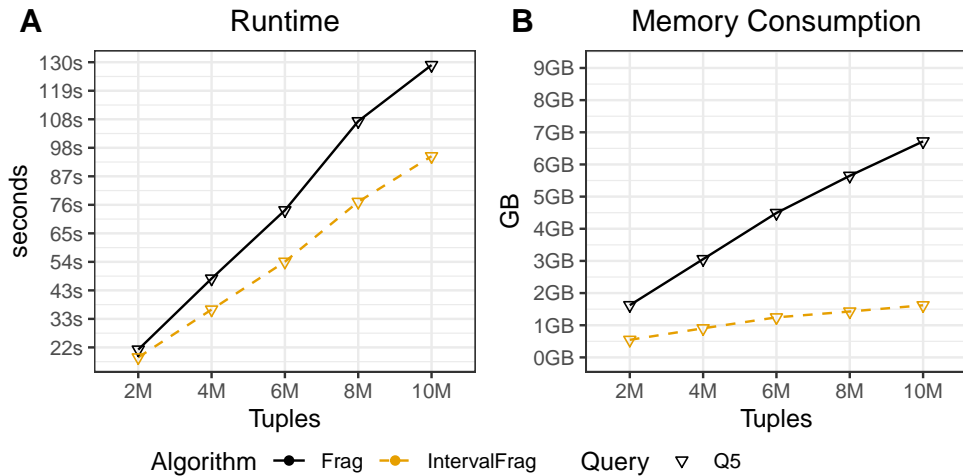 A
Runtime
130s
119s
108s
98s
87s
76s
65s
54s
43s
33s
22s
seconds
2M
4M
6M
8M
10M
Tuples
B
Memory Consumption
9GB
8GB
7GB
6GB
5GB
4GB
3GB
2GB
1GB
0GB
GB
2M
4M
6M
8M
10M
Tuples
Algorithm Frag IntervalFrag Query Q5